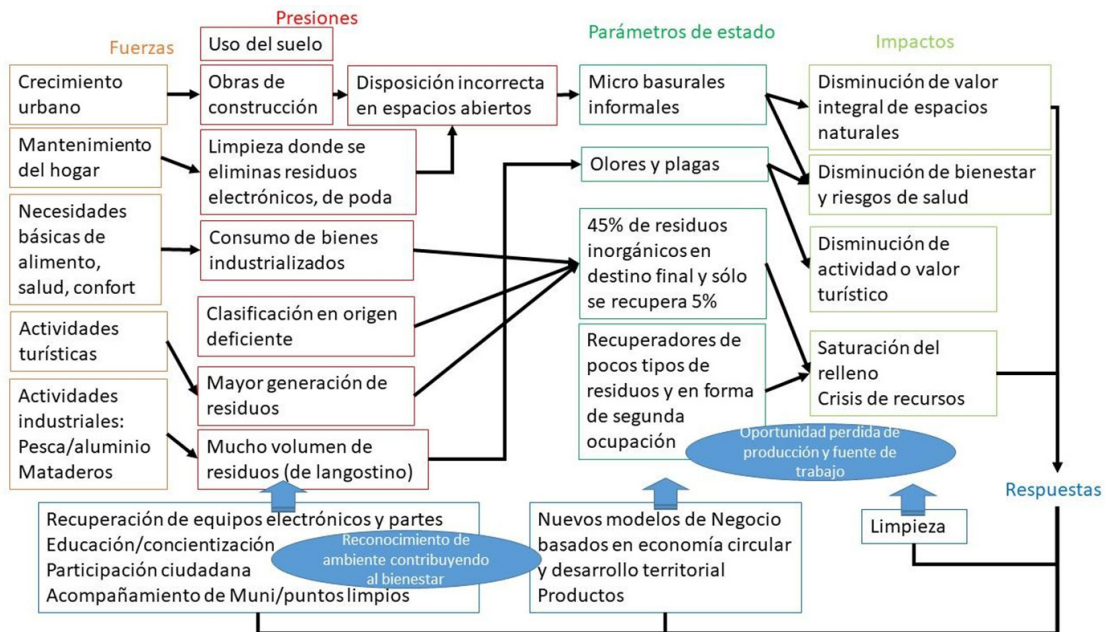 Fuerzas
Crecimiento
urbano
Mantenimiento
del hogar
Necesidades
básicas de
alimento,
salud, confort
Actividades
turísticas
Actividades
industriales:
Pesca/aluminio
Mataderos
Presiones
Uso del suelo
Obras de
construcción
Disposición incorrecta
en espacios abiertos
Limpieza donde se
eliminas residuos
electrónicos, de poda
Consumo de bienes
industrializados
Clasificación en origen
deficiente
Mayor generación de
residuos
Mucho volumen de
residuos (de langostino)
Parámetros de estado
Micro basurales
informales
Olores y plagas
45% de residuos
inorgánicos en
destino final y sólo
se recupera 5%
Recuperadores de
pocos tipos de
residuos y en forma
de segunda
ocupación
Impactos
Disminución de valor
integral de espacios
naturales
Disminución de bienestar
y riesgos de salud
Disminución de
actividad o valor
turístico
Saturación del
relleno
Crisis de recursos
Oportunidad perdida de
producción y fuente de
trabajo
Respuestas
Recuperación de equipos electrónicos y partes
Educación/concientización
Participación ciudadana
Acompañamiento de Muni/puntos limpios
Reconocimiento de
ambiente contribuyendo
al bienestar
Nuevos modelos de Negocio
basados en economía circular
y desarrollo territorial
Productos
Limpieza